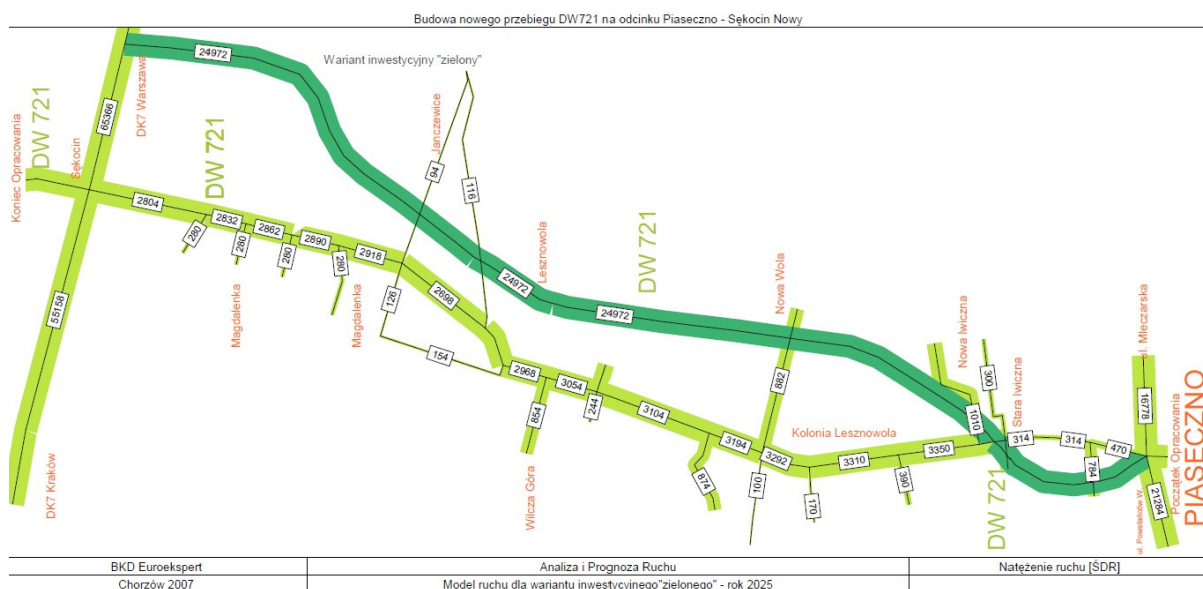 Budowa nowego przebiegu DW721 na odcinku Piaseczno - Sękocin Nowy
24972
Wariant inwestycyjny "zielony"
DK7 Warszawa
65366
DW 721
Koniec Opracowania
Sękocin
DW 721
Janczewice
94
116
2804
2832
2862
2890
2918
280
280
280
280
Magdalenka
Magdalenka
2698
126
154
55158
DK7 Kraków
Lesznowola
24972
24972
DW 721
Nowa Wola
882
2968
3054
854
244
Wilcza Góra
3104
3194
3292
874
100
170
Kolonia Lesznowola
3310
3350
390
Nowa Iwiczna
1010
300
Stara Iwiczna
314
314
470
784
DW 721
ul. Mleczarska
16778
21284
ul. Powstańców W
Początek Opracowania
PIASECZNO
BKD Euroekspert
Analiza i Prognoza Ruchu
Natężenie ruchu [ŚDR]
Chorzów 2007
Model ruchu dla wariantu inwestycyjnego"zielonego" - rok 2025